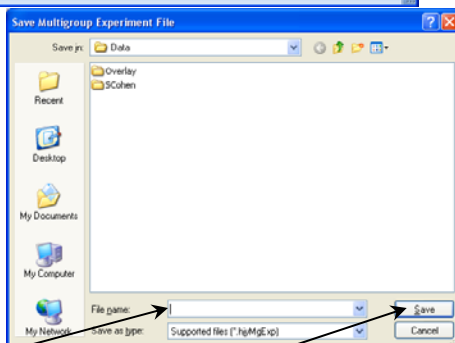 Save Multigroup Experiment File
Save in: Data
Overlay
SCohen
Recent
Desktop
My Documents
My Computer
My Network
File name:
Save
Save as type: Supported files
Cancel